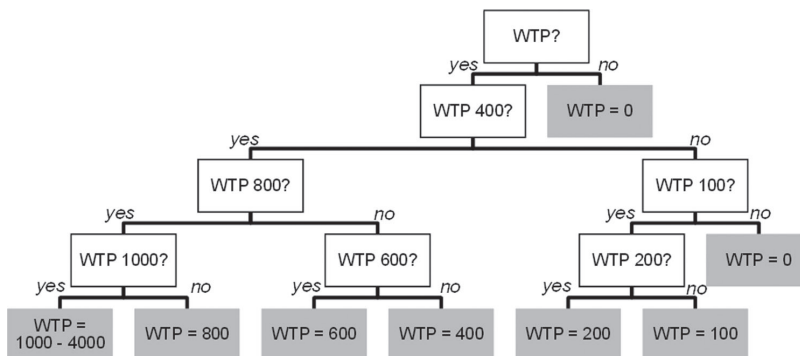 WTP?
yes
no
WTP 400?
WTP = 0
yes
no
WTP 800?
WTP 100?
yes
no
yes
no
WTP 1000?
WTP 600?
WTP 200?
WTP = 0
yes
no
yes
no
yes
no
WTP =
1000 - 4000
WTP = 800
WTP = 600
WTP = 400
WTP = 200
WTP = 100